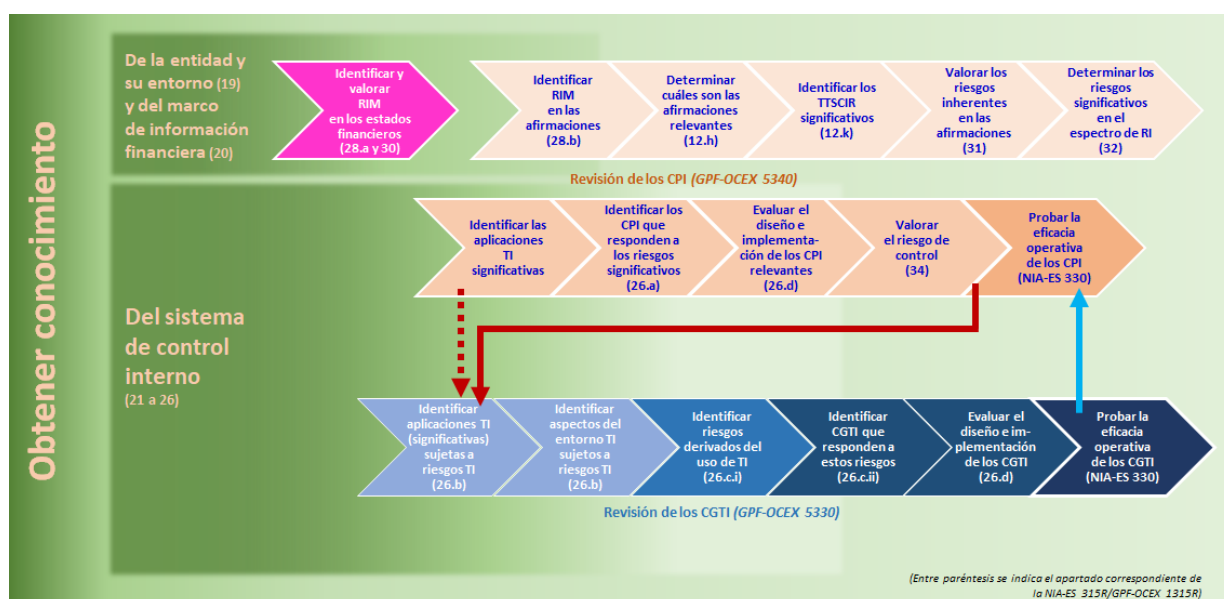 Obtener conocimiento
De la entidad y
su entorno (19)
y del marco
de información
financiera (20)
Identificar y
valorar
RIM
en los estados
financieros
(28.a y 30)
Identificar
RIM
en las
afirmaciones
(28.b)
Determinar
cuáles son las
afirmaciones
relevantes
(12.h)
Identificar los
TTSCIR
significativos
(12.k)
Valorar los
riesgos
inherentes
en las
afirmaciones
(31)
Determinar los
riesgos
significativos
en el
espectro de RI
(32)
Revisión de los CPI (GPF-OCEX 5340)
Del sistema
de control
interno
(21 a 26)
Identificar las
aplicaciones
TI
significativas
Identificar los
CPI que
responden a
los riesgos
significativos
(26.a)
Evaluar el
diseño e
implementa-
ción de los CPI
relevantes
(26.d)
Valorar
el riesgo de
control
(34)
Probar la
eficacia
operativa
de los CPI
(NIA-ES 330)
Identificar
aplicaciones TI
(significativas)
sujetas a
riesgos TI
(26.b)
Identificar
aspectos del
entorno TI
sujetos a
riesgos TI
(26.b)
Identificar
riesgos
derivados del
uso de TI
(26.c.i)
Identificar
CGTI que
responden a
estos riesgos
(26.c.ii)
Evaluar el
diseño e im-
plementación
de los CGTI
(26.d)
Probar la
eficacia
operativa
de los CGTI
(NIA-ES 330)
Revisión de los CGTI (GPF-OCEX 5330)
(Entre paréntesis se indica el apartado correspondiente de
la NIA-ES 315R/GPF-OCEX 1315R)